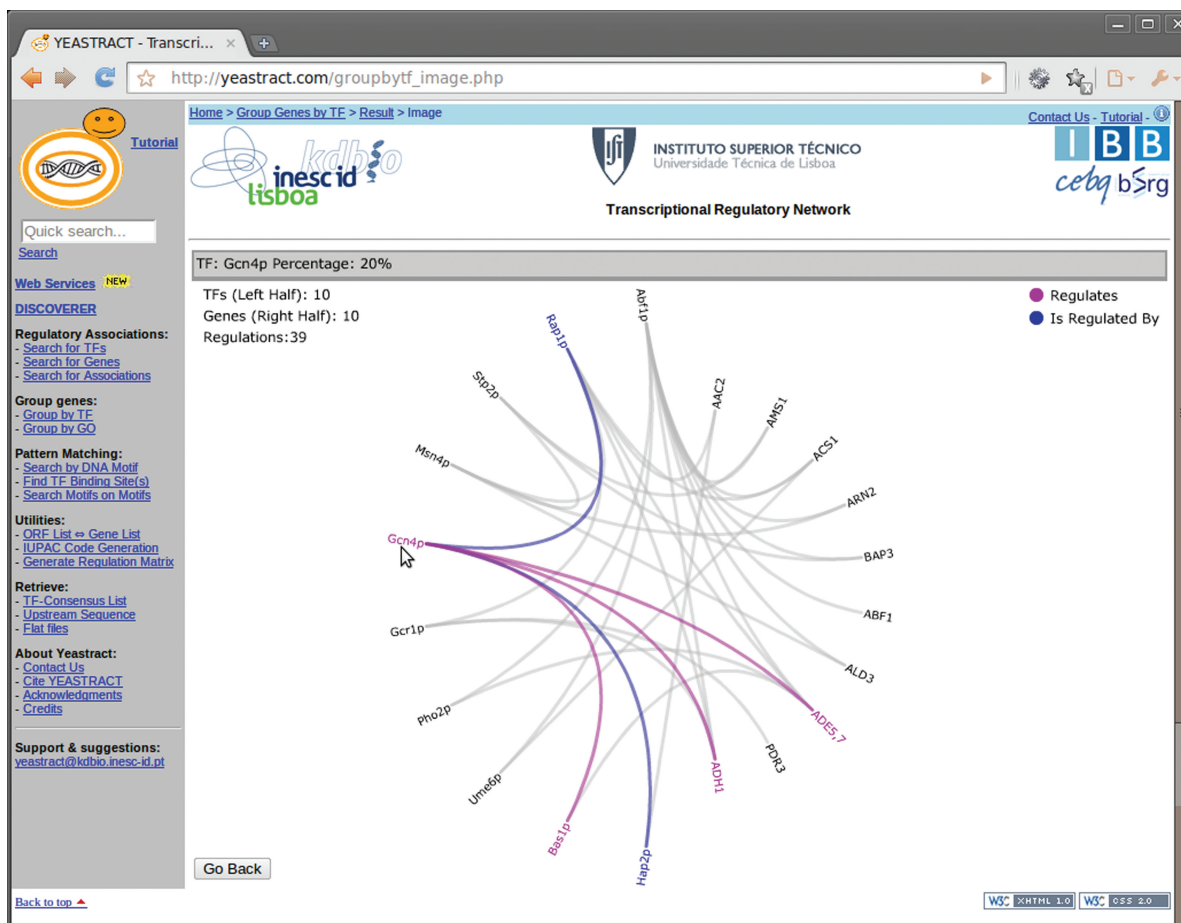 YEASTRACT - Transcri...
http://yeastract.com/groupbytf_image.php
Home > Group Genes by TF > Result > Image
Contact Us - Tutorial -
Tutorial
kdbio
inesc id
lisboa
INSTITUTO SUPERIOR TÉCNICO
Universidade Técnica de Lisboa
IBB
cebq bSrg
Transcriptional Regulatory Network
Quick search...
Search
Web Services NEW
DISCOVERER
Regulatory Associations:
- Search for TFs
- Search for Genes
- Search for Associations
Group genes:
- Group by TF
- Group by GO
Pattern Matching:
- Search by DNA Motif
- Find TF Binding Site(s)
- Search Motifs on Motifs
Utilities:
- ORF List ⇔ Gene List
- IUPAC Code Generation
- Generate Regulation Matrix
Retrieve:
- TF-Consensus List
- Upstream Sequence
- Flat files
About Yeastract:
- Contact Us
- Cite YEASTRACT
- Acknowledgments
- Credits
Support & suggestions:
yeastract@kdbio.inesc-id.pt
TF: Gcn4p Percentage: 20%
TFs (Left Half): 10
Genes (Right Half): 10
Regulations:39
Regulates
Is Regulated By
Abf1p
Rap1p
Stp2p
Msn4p
Gcn4p
Gcr1p
Pho2p
Ume6p
Bas1p
Hap2p
AAC2
AMS1
ACS1
ARN2
BAP3
ABF1
ALD3
ADE5,7
PDR3
ADH1
Go Back
Back to top
W3C XHTML 1.0
W3C CSS 2.0